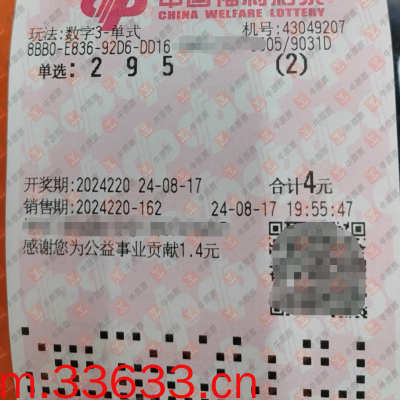 中国福利彩票
CHINA WELFARE LOTTERY
玩法:数字3-单式 机号:43049207
8BB0-E836-92D6-DD16 005/9031D
单选: 2 9 5 (2)
开奖期:2024220 24-08-17 合计4元
销售期:2024220-162 24-08-17 19:55:47
感谢您为公益事业贡献1.4元
m.33633.cn